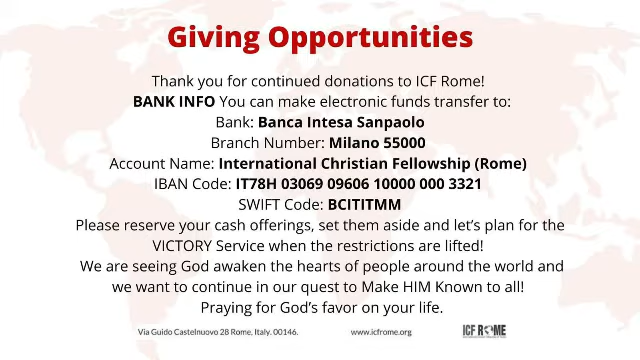 Giving Opportunities
Thank you for continued donations to ICF Rome!
BANK INFO You can make electronic funds transfer to:
Bank: Banca Intesa Sanpaolo
Branch Number: Milano 55000
Account Name: International Christian Fellowship (Rome)
IBAN Code: IT78H 03069 09606 10000 000 3321
SWIFT Code: BCITITMM
Please reserve your cash offerings, set them aside and let’s plan for the
VICTORY Service when the restrictions are lifted!
We are seeing God awaken the hearts of people around the world and
we want to continue in our quest to Make HIM Known to all!
Praying for God’s favor on your life.
Via Guido Castelnuovo 28 Rome, Italy. 00146. www.icfrome.org ICF ROME